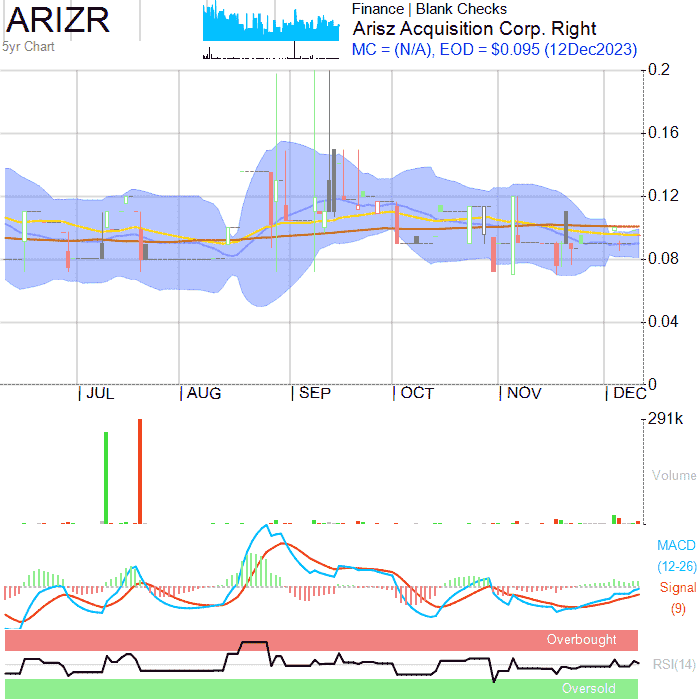 ARIZR
5yr Chart
Finance | Blank Checks
Arisz Acquisition Corp. Right
MC = (N/A), EOD = $0.095 (12Dec2023)
0.2
0.16
0.12
0.08
0.04
0
JUL AUG SEP OCT NOV DEC
291k
Volume
MACD
(12-26)
Signal
(9)
Overbought
RSI(14)
Oversold